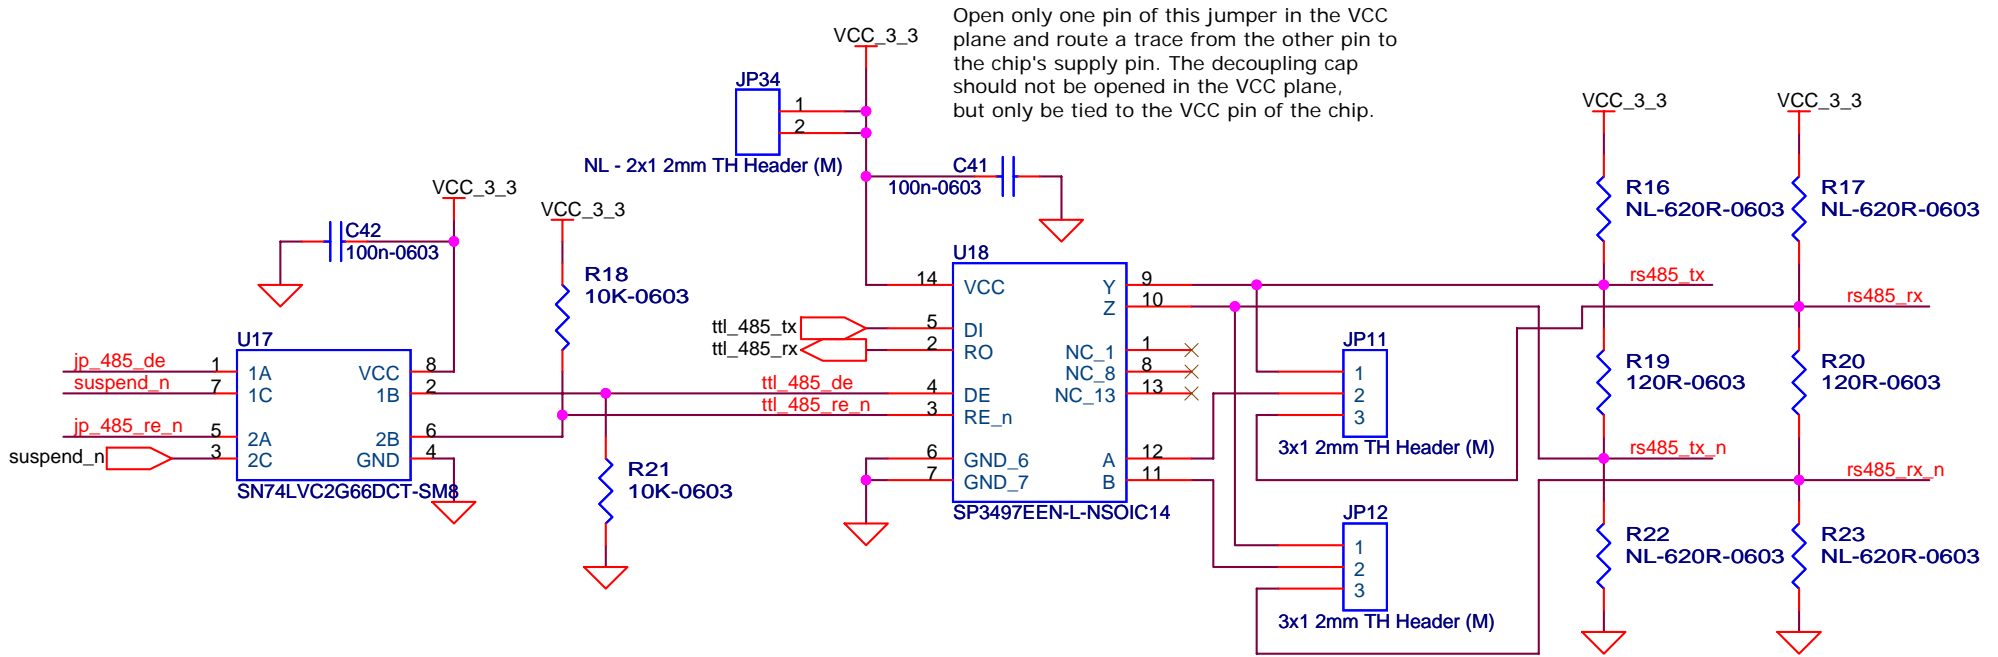 Open only one pin of this jumper in the VCC
plane and route a trace from the other pin to
the chip's supply pin. The decoupling cap
should not be opened in the VCC plane,
but only be tied to the VCC pin of the chip.
VCC_3_3
JP34
1
2
NL - 2x1 2mm TH Header (M)
C41
100n-0603
VCC_3_3
VCC_3_3
R16
NL-620R-0603
R17
NL-620R-0603
VCC_3_3
C42
100n-0603
VCC_3_3
R18
10K-0603
U17
jp_485_de
1
1A
VCC
8
suspend_n
7
1C
1B
2
jp_485_re_n
5
2A
2B
6
suspend_n
3
2C
GND
4
SN74LVC2G66DCT-SM8
R21
10K-0603
U18
14
VCC
Y
9
Z
10
ttl_485_tx
5
DI
ttl_485_rx
2
RO
NC_1
1
NC_8
8
ttl_485_de
4
DE
NC_13
13
ttl_485_re_n
3
RE_n
6
GND_6
A
12
7
GND_7
B
11
SP3497EEN-L-NSOIC14
JP11
1
2
3
3x1 2mm TH Header (M)
JP12
1
2
3
3x1 2mm TH Header (M)
rs485_tx
rs485_rx
R19
120R-0603
R20
120R-0603
rs485_tx_n
rs485_rx_n
R22
NL-620R-0603
R23
NL-620R-0603